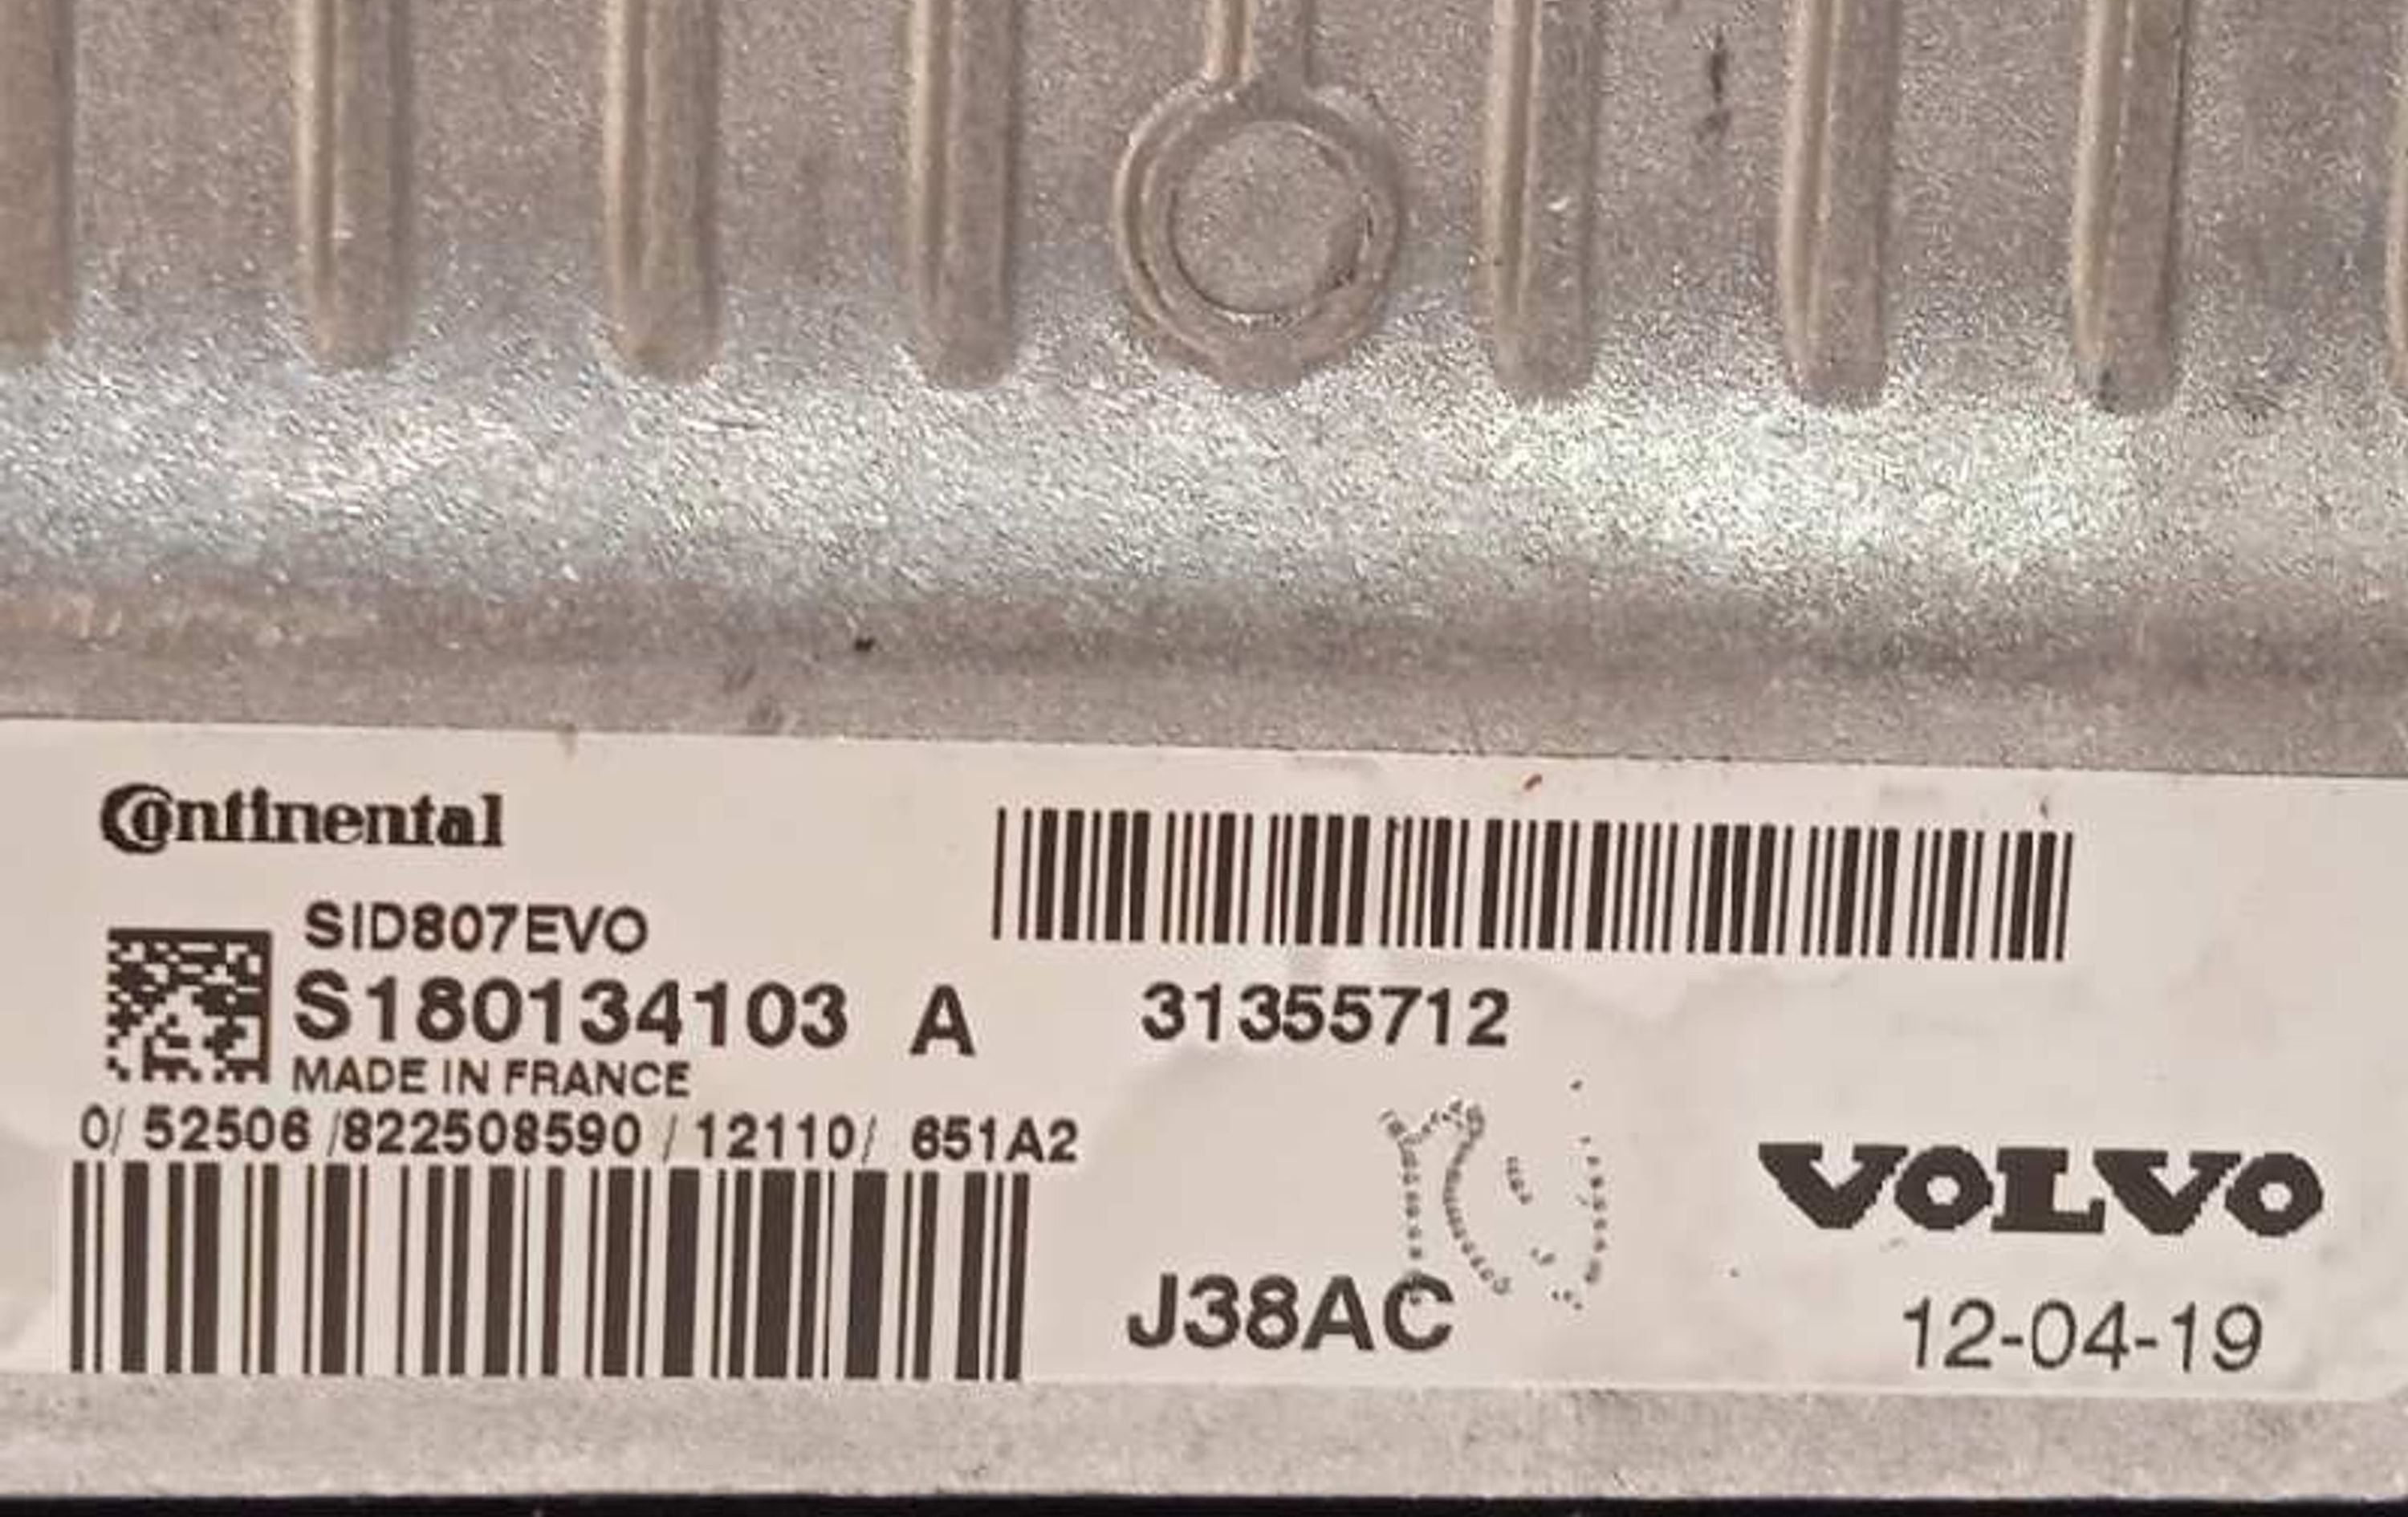 Continental
SID807EVO
S180134103 A
31355712
MADE IN FRANCE
0/ 52506 /822508590 / 12110/ 651A2
VOLVO
J38AC
12-04-19